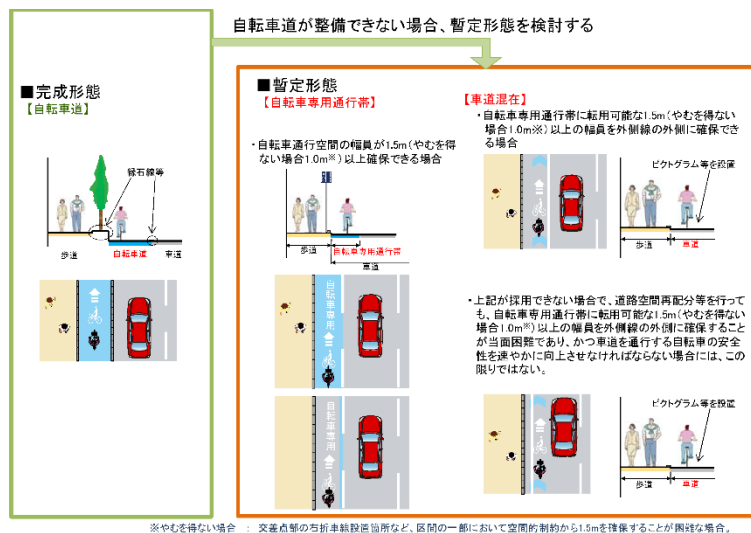 自転車道が整備できない場合、暫定形態を検討する
■完成形態
【自転車道】
縁石線等
歩道
自転車道
車道
■暫定形態
【自転車専用通行帯】
・自転車通行空間の幅員が1.5m(やむを得
ない場合1.0m※)以上確保できる場合
歩道
自転車専用通行帯
車道
自転車専用
自転車専用
【車道混在】
・自転車専用通行帯に転用可能な1.5m(やむを得ない
場合1.0m※)以上の幅員を外側線の外側に確保でき
る場合
ピクトグラム等を設置
歩道
車道
・上記が採用できない場合で、道路空間再配分等を行って
も、自転車専用通行帯に転用可能な1.5m(やむを得ない
場合1.0m※)以上の幅員を外側線の外側に確保すること
が当面困難であり、かつ車道を通行する自転車の安全
性を速やかに向上させなければならない場合には、この
限りではない。
ピクトグラム等を設置
歩道
車道
※やむを得ない場合 : 交差点部の右折車線設置箇所など、区間の一部において空間的制約から1.5mを確保することが困難な場合。